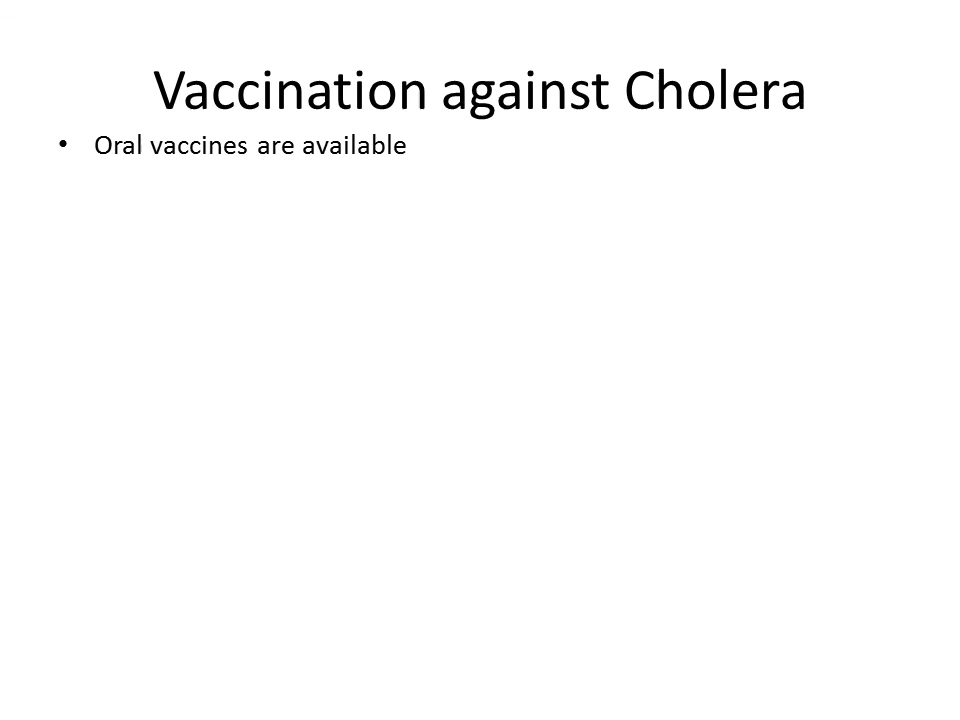 Vaccination against Cholera
• Oral vaccines are available